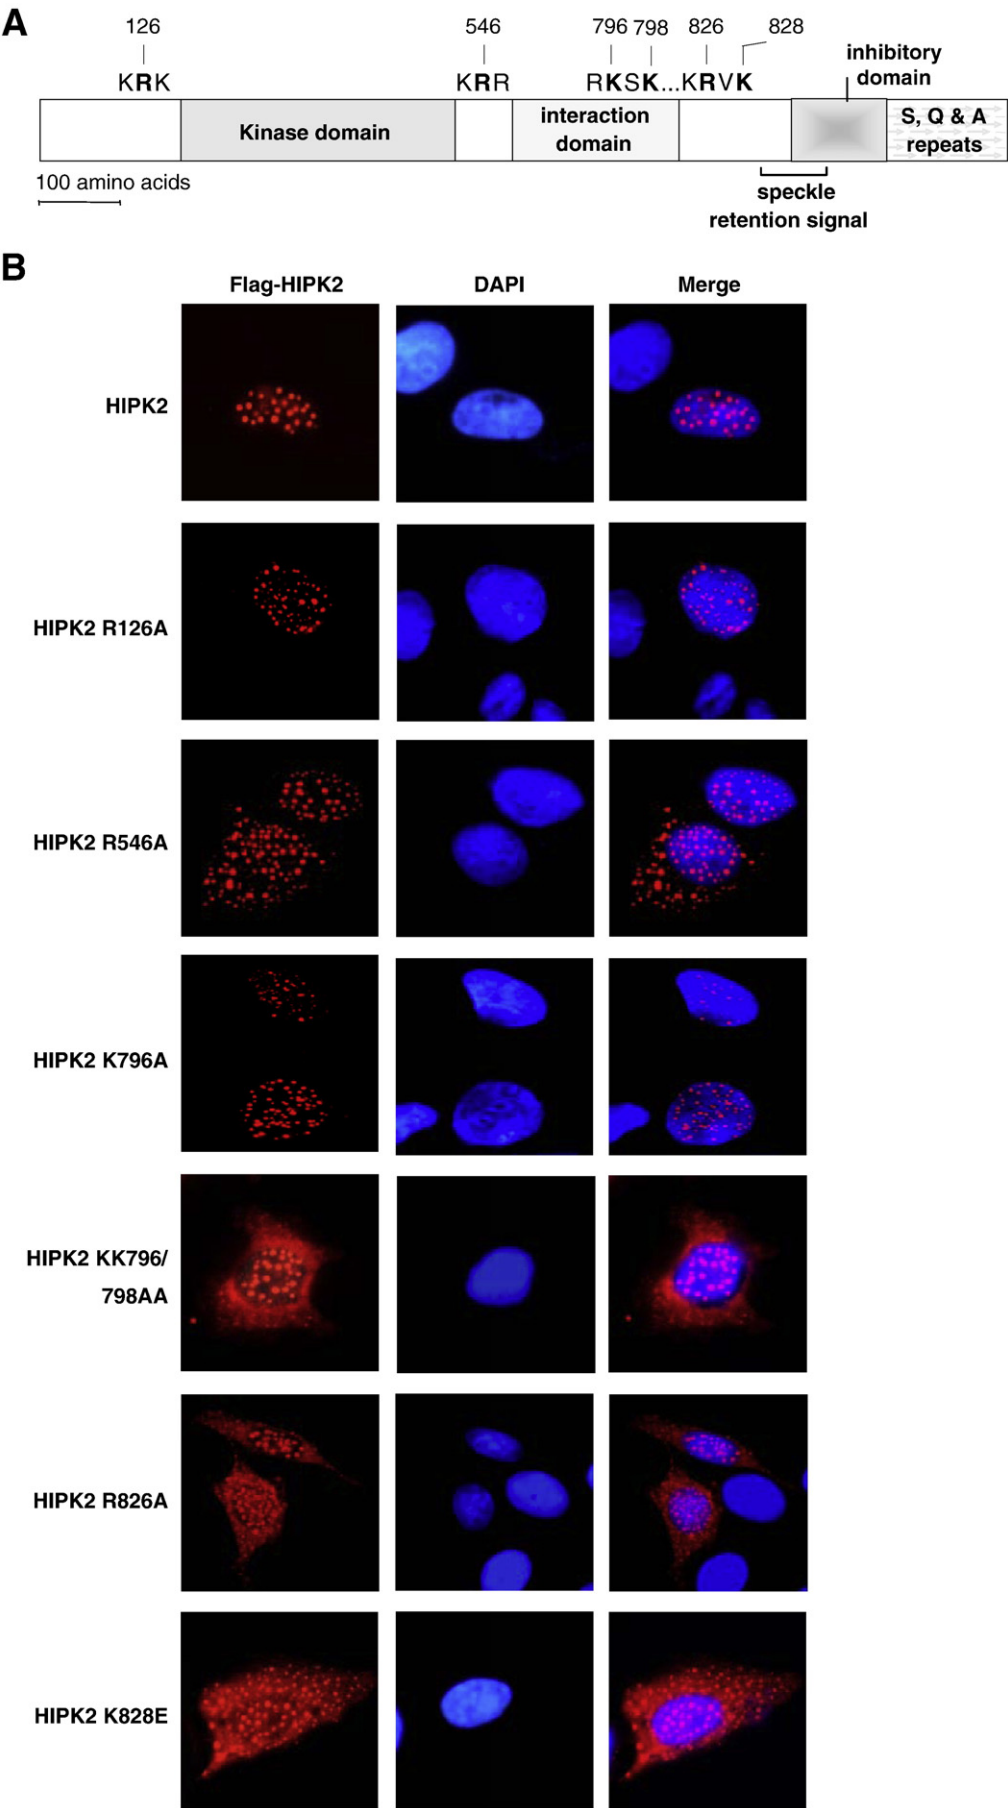 A
126 546 796 798 826 828
KRK KRR RKSK...KRVK
inhibitory
domain
Kinase domain
interaction
domain
S, Q & A
repeats
100 amino acids
speckle
retention signal
B
Flag-HIPK2 DAPI Merge
HIPK2
HIPK2 R126A
HIPK2 R546A
HIPK2 K796A
HIPK2 KK796/
798AA
HIPK2 R826A
HIPK2 K828E